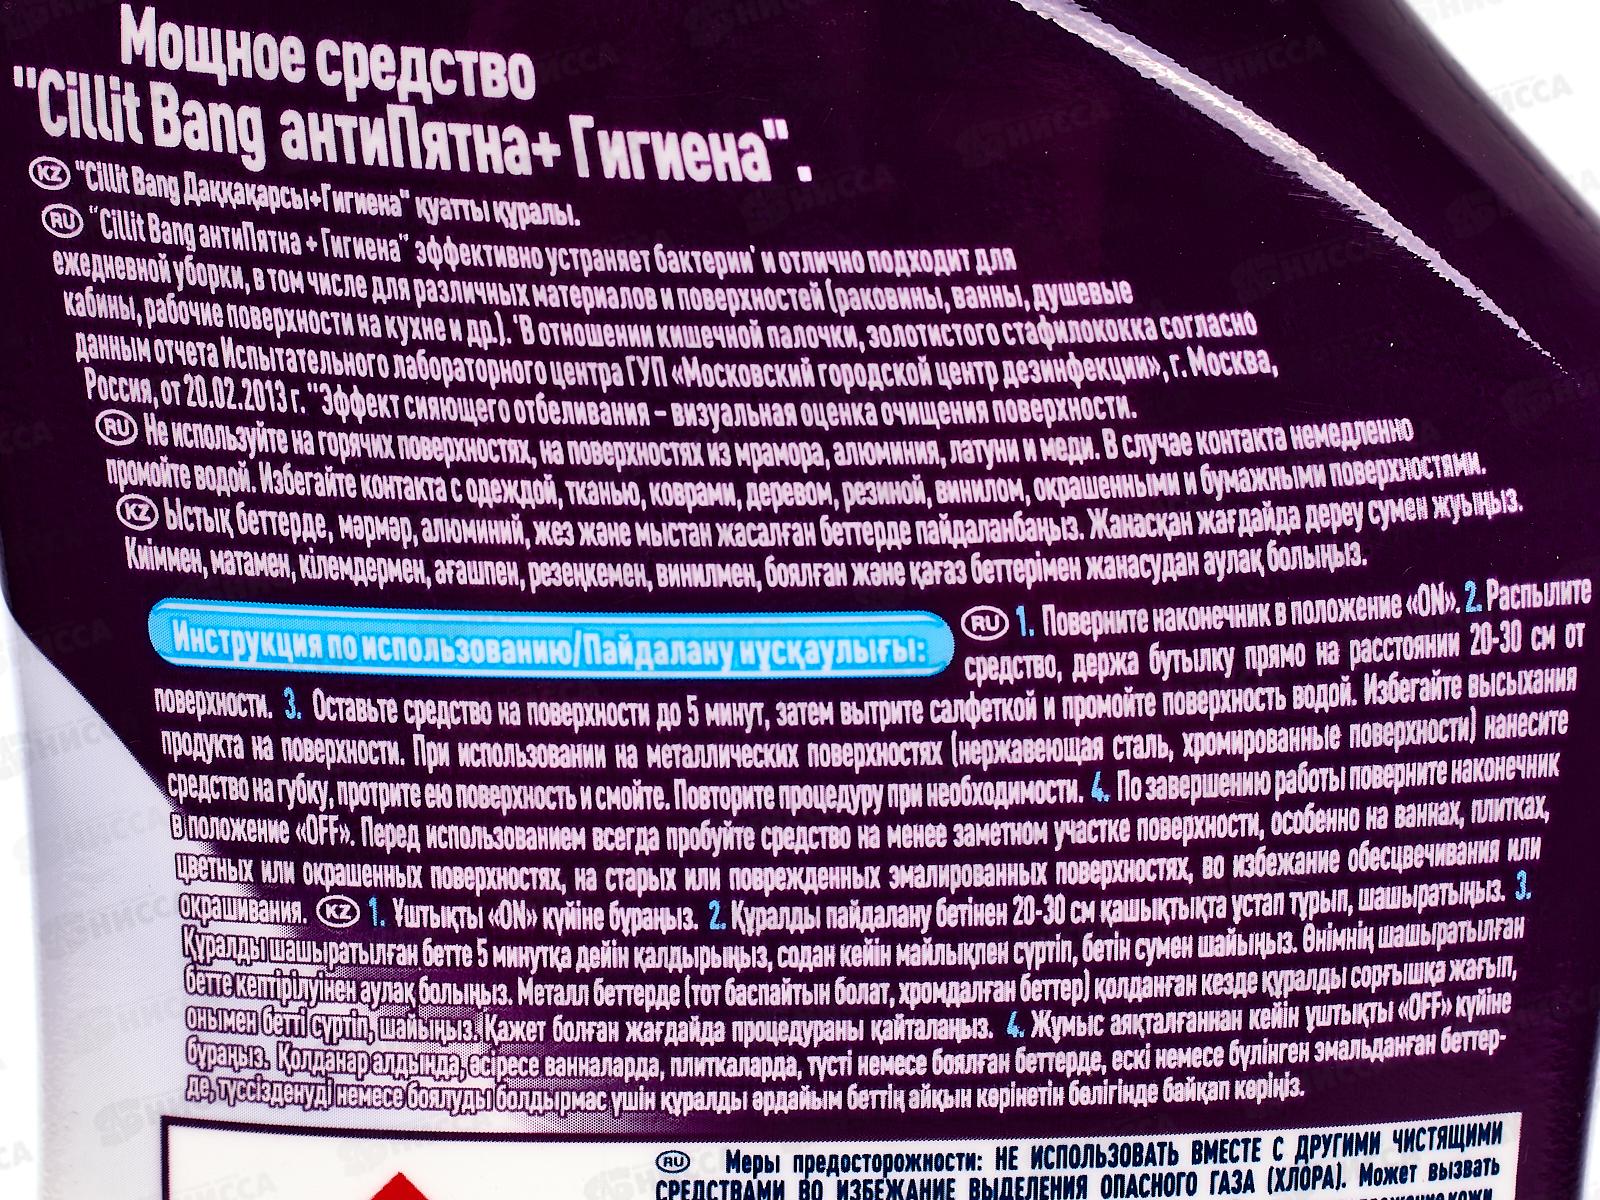 Мощное средство
"Cillit Bang антиПятна+ Гигиена".
KZ "Cillit Bang Даққақарсы+Гигиена" қуатты құралы.
RU "Cillit Bang антиПятна + Гигиена" эффективно устраняет бактерии* и отлично подходит для
ежедневной уборки, в том числе для различных материалов и поверхностей (раковины, ванны, душевые
кабины, рабочие поверхности на кухне и др.). *В отношении кишечной палочки, золотистого стафилококка согласно
данным отчета Испытательного лабораторного центра ГУП «Московский городской центр дезинфекции», г. Москва,
Россия, от 20.02.2013 г. "Эффект сияющего отбеливания – визуальная оценка очищения поверхности.
RU Не используйте на горячих поверхностях, на поверхностях из мрамора, алюминия, латуни и меди. В случае контакта немедленно
промойте водой. Избегайте контакта с одеждой, тканью, коврами, деревом, резиной, винилом, окрашенными и бумажными поверхностями.
KZ Ыстық беттерде, мәрмәр, алюминий, жез және мыстан жасалған беттерде пайдаланбаңыз. Жанасқан жағдайда дереу сумен жуыңыз.
Киіммен, матамен, кілемдермен, ағашпен, резеңкемен, винилмен, боялған және қағаз беттерімен жанасудан аулақ болыңыз.
Инструкция по использованию/Пайдалану нұсқаулығы:
RU 1. Поверните наконечник в положение «ON». 2. Распылите
средство, держа бутылку прямо на расстоянии 20-30 см от
поверхности. 3. Оставьте средство на поверхности до 5 минут, затем вытрите салфеткой и промойте поверхность водой. Избегайте высыхания
продукта на поверхности. При использовании на металлических поверхностях (нержавеющая сталь, хромированные поверхности) нанесите
средство на губку, протрите ею поверхность и смойте. Повторите процедуру при необходимости. 4. По завершению работы поверните наконечник
в положение «OFF». Перед использованием всегда пробуйте средство на менее заметном участке поверхности, особенно на ваннах, плитках,
цветных или окрашенных поверхностях, на старых или поврежденных эмалированных поверхностях, во избежание обесцвечивания или
окрашивания. KZ 1. Ұштықты «ON» күйіне бұраңыз. 2. Құралды пайдалану бетінен 20-30 см қашықтықта ұстап тұрып, шашыратыңыз. 3.
Құралды шашыратылған бетте 5 минутқа дейін қалдырыңыз, содан кейін майлықпен сүртіп, бетін сумен шайыңыз. Өнімнің шашыратылған
бетте кептірілуінен аулақ болыңыз. Металл беттерде (тот баспайтын болат, хромдалған беттер) қолданған кезде құралды сорғышқа жағып,
онымен бетті сүртіп, шайыңыз. Қажет болған жағдайда процедураны қайталаңыз. 4. Жұмыс аяқталғаннан кейін ұштықты «OFF» күйіне
бұраңыз. Қолданар алдында, әсіресе ванналарда, плиткаларда, түсті немесе боялған беттерде, ескі немесе бүлінген эмальданған беттер-
де, түссізденуді немесе боялуды болдырмас үшін құралды әрдайым беттің айқын көрінетін бөлігінде байқап көріңіз.
RU Меры предосторожности: НЕ ИСПОЛЬЗОВАТЬ ВМЕСТЕ С ДРУГИМИ ЧИСТЯЩИМИ
СРЕДСТВАМИ ВО ИЗБЕЖАНИЕ ВЫДЕЛЕНИЯ ОПАСНОГО ГАЗА (ХЛОРА). Может вызвать